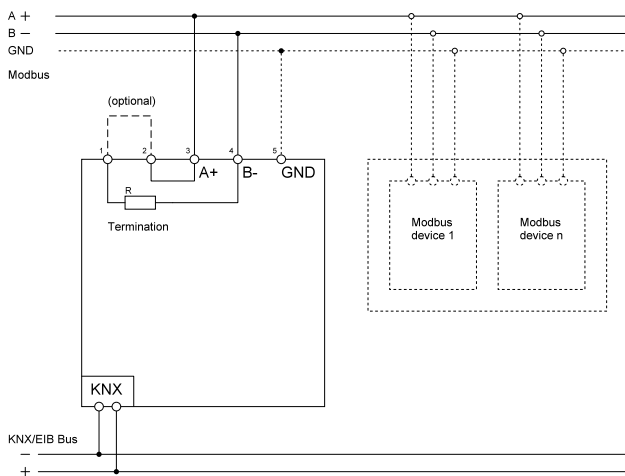 A +
B −
GND
Modbus
(optional)
1 2 3 4 5
A+ B- GND
R
Termination
Modbus
device 1
Modbus
device n
KNX
KNX/EIB Bus
−
+